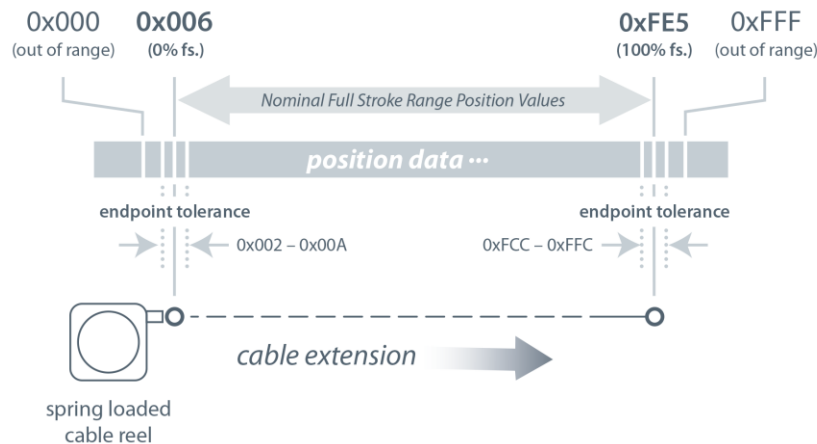 0x000
(out of range)
0x006
(0% fs.)
0xFE5
(100% fs.)
0xFFF
(out of range)
Nominal Full Stroke Range Position Values
position data ···
endpoint tolerance
endpoint tolerance
0x002 – 0x00A
0xFCC – 0xFFC
cable extension
spring loaded
cable reel